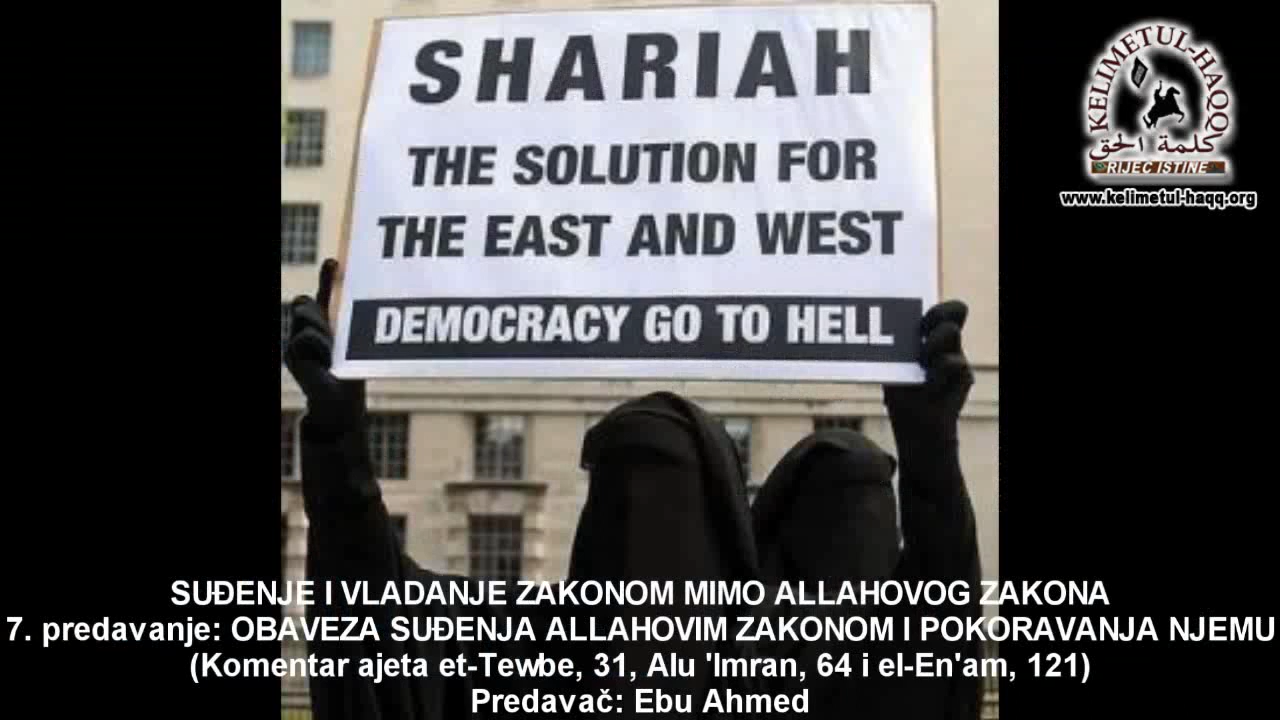 SHARIAH
THE SOLUTION FOR
THE EAST AND WEST
DEMOCRACY GO TO HELL
KELIMETUL-HAQQ
كلمة الحق
RIJEC ISTINE
www.kelimetul-haqq.org
SUĐENJE I VLADANJE ZAKONOM MIMO ALLAHOVOG ZAKONA
7. predavanje: OBAVEZA SUĐENJA ALLAHOVIM ZAKONOM I POKORAVANJA NJEMU
(Komentar ajeta et-Tewbe, 31, Alu 'Imran, 64 i el-En'am, 121)
Predavač: Ebu Ahmed